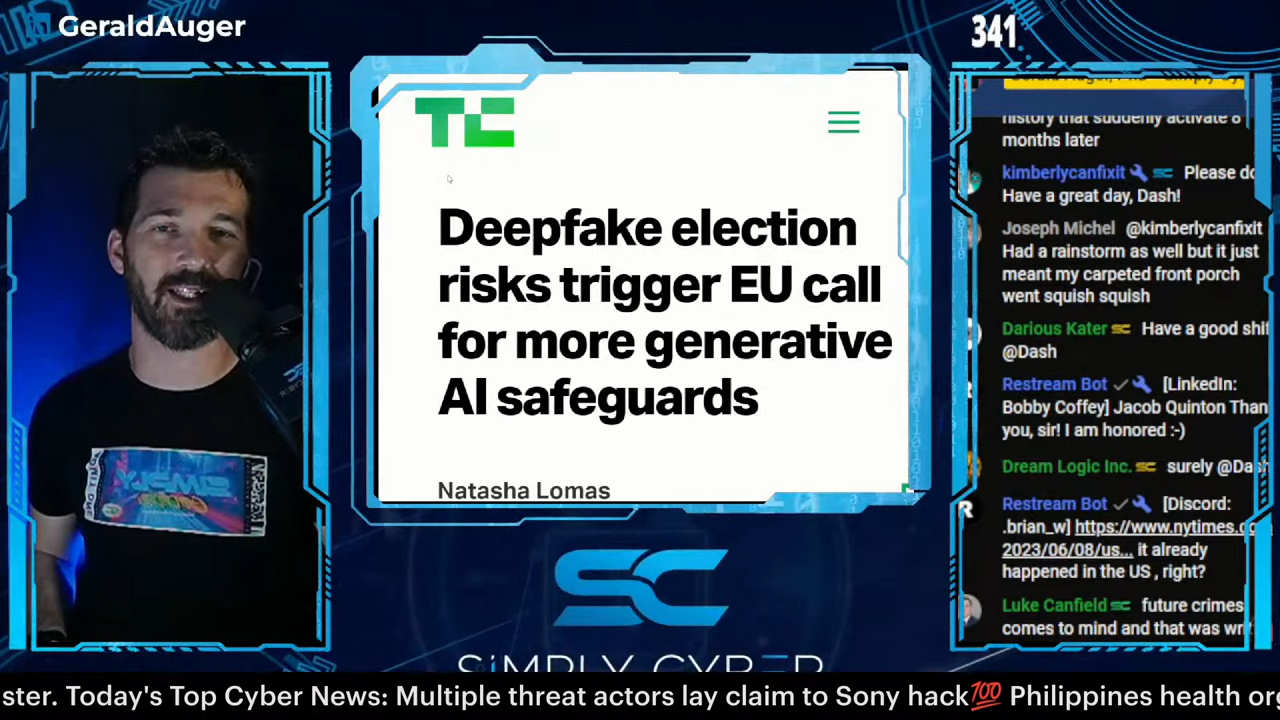 GeraldAuger
341
TC
Deepfake election
risks trigger EU call
for more generative
AI safeguards
Natasha Lomas
SC
SIMPLY CYBER
history that suddenly activate 8
months later
kimberlycanfixit Please do
Have a great day, Dash!
Joseph Michel @kimberlycanfixit
Had a rainstorm as well but it just
meant my carpeted front porch
went squish squish
Darious Kater Have a good shif
@Dash
Restream Bot [LinkedIn:
Bobby Coffey] Jacob Quinton Than
you, sir! I am honored :-)
Dream Logic Inc. surely @Dash
Restream Bot [Discord:
.brian_w] https://www.nytimes.co
2023/06/08/us... it already
happened in the US , right?
Luke Canfield future crimes
comes to mind and that was wri
ster. Today's Top Cyber News: Multiple threat actors lay claim to Sony hack💯 Philippines health org